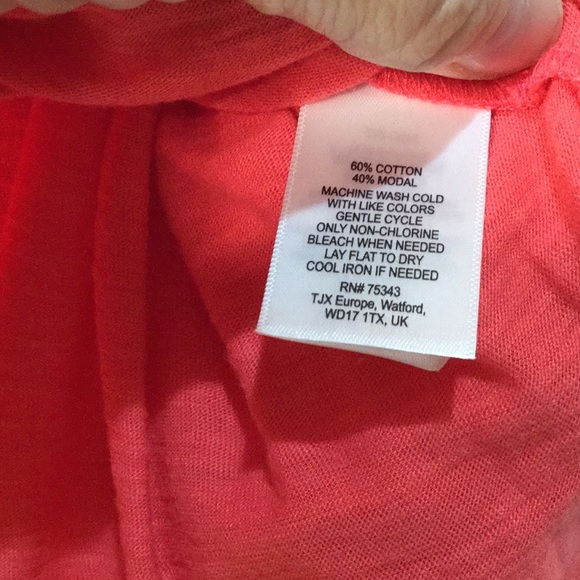 60% COTTON
40% MODAL
MACHINE WASH COLD
WITH LIKE COLORS
GENTLE CYCLE
ONLY NON-CHLORINE
BLEACH WHEN NEEDED
LAY FLAT TO DRY
COOL IRON IF NEEDED
RN# 75343
TJX Europe, Watford,
WD17 1TX, UK